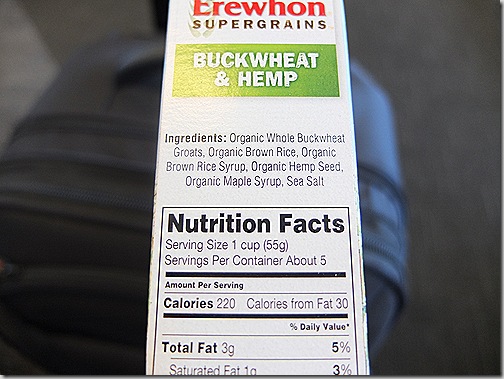 Erewhon
SUPERGRAINS
BUCKWHEAT
& HEMP
Ingredients: Organic Whole Buckwheat
Groats, Organic Brown Rice, Organic
Brown Rice Syrup, Organic Hemp Seed,
Organic Maple Syrup, Sea Salt
Nutrition Facts
Serving Size 1 cup (55g)
Servings Per Container About 5
Amount Per Serving
Calories 220 Calories from Fat 30
% Daily Value*
Total Fat 3g 5%
Saturated Fat 1g 3%